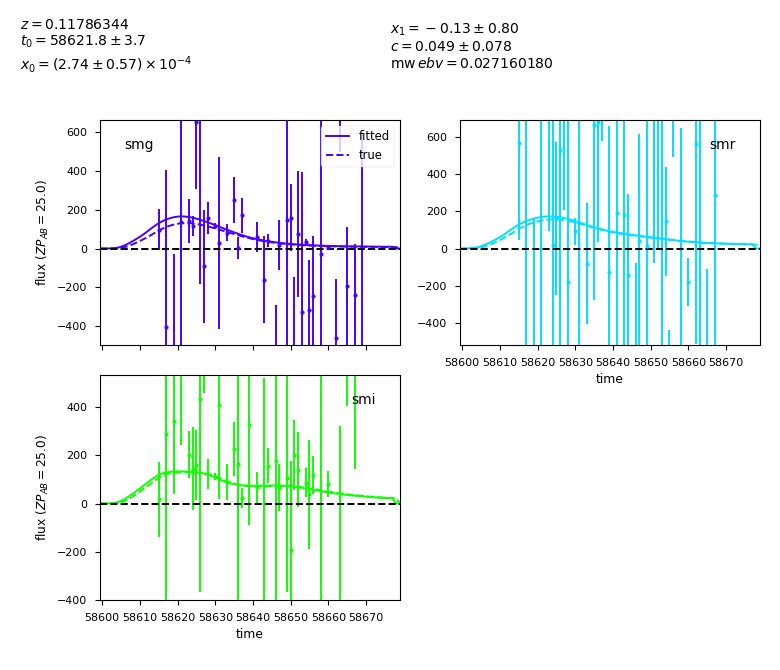 z = 0.11786344
t₀ = 58621.8 ± 3.7
x₀ = (2.74 ± 0.57) × 10⁻⁴
x₁ = −0.13 ± 0.80
c = 0.049 ± 0.078
mw ebv = 0.027160180
600
400
200
0
−200
−400
flux (ZP_AB = 25.0)
smg
fitted
true
600
400
200
0
−200
−400
smr
58600 58610 58620 58630 58640 58650 58660 58670
time
400
200
0
−200
−400
flux (ZP_AB = 25.0)
smi
58600 58610 58620 58630 58640 58650 58660 58670
time